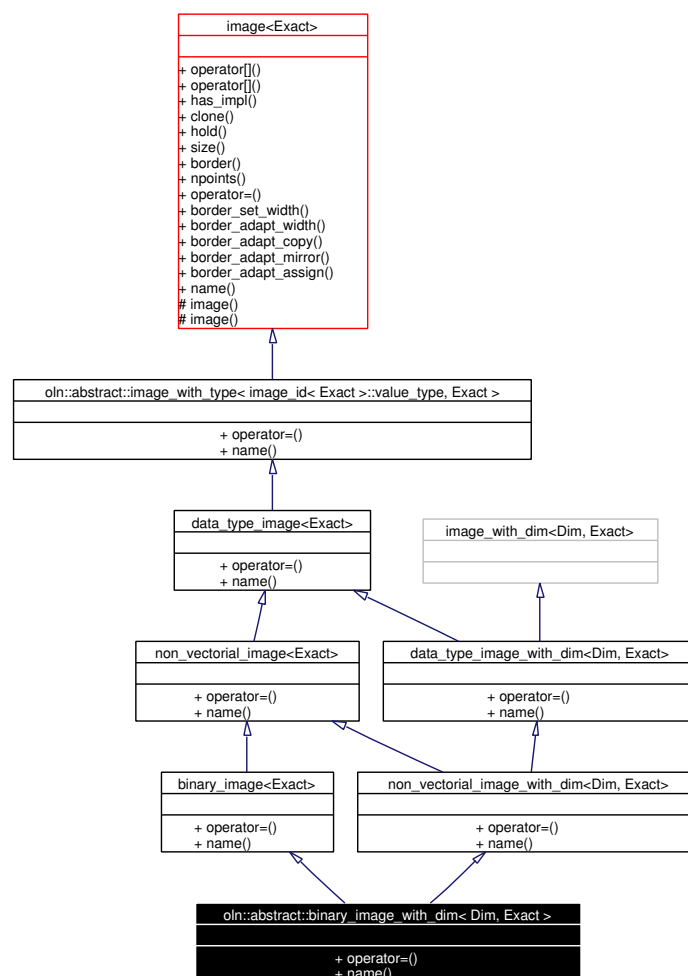 image<Exact>
+ operator[]()
+ operator[]()
+ has_impl()
+ clone()
+ hold()
+ size()
+ border()
+ npoints()
+ operator=()
+ border_set_width()
+ border_adapt_width()
+ border_adapt_copy()
+ border_adapt_mirror()
+ border_adapt_assign()
+ name()
# image()
# image()
oln::abstract::image_with_type< image_id< Exact >::value_type, Exact >
+ operator=()
+ name()
data_type_image<Exact>
+ operator=()
+ name()
image_with_dim<Dim, Exact>
non_vectorial_image<Exact>
+ operator=()
+ name()
data_type_image_with_dim<Dim, Exact>
+ operator=()
+ name()
binary_image<Exact>
+ operator=()
+ name()
non_vectorial_image_with_dim<Dim, Exact>
+ operator=()
+ name()
oln::abstract::binary_image_with_dim< Dim, Exact >
+ operator=()
+ name()